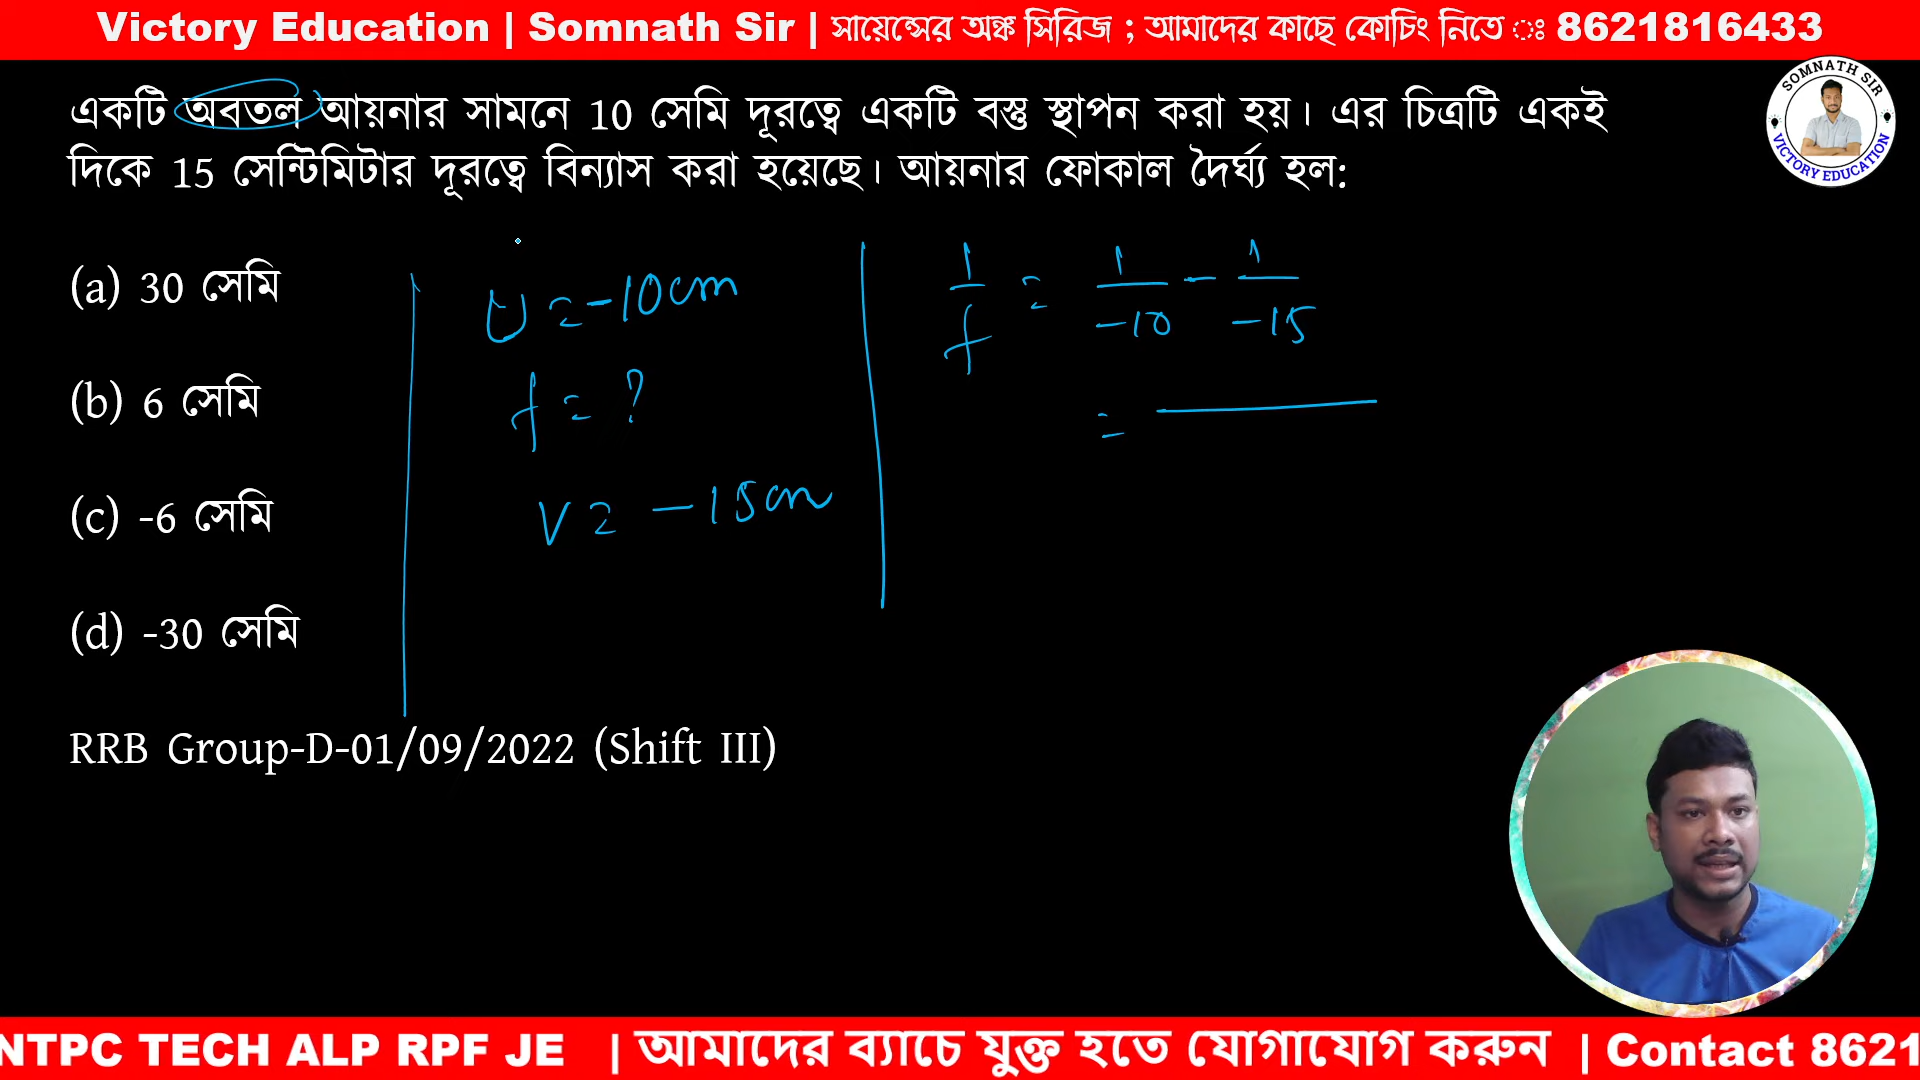 Victory Education | Somnath Sir | সায়েন্সের অঙ্ক সিরিজ ; আমাদের কাছে কোচিং নিতে ঃ 8621816433
SOMNATH SIR
VICTORY EDUCATION
একটি অবতল আয়নার সামনে 10 সেমি দূরত্বে একটি বস্তু স্থাপন করা হয়। এর চিত্রটি একই
দিকে 15 সেন্টিমিটার দূরত্বে বিন্যাস করা হয়েছে। আয়নার ফোকাল দৈর্ঘ্য হল:
(a) 30 সেমি
(b) 6 সেমি
(c) -6 সেমি
(d) -30 সেমি
U = -10cm
f = ?
V = -15cm
1/f = 1/-10 - 1/-15
=
RRB Group-D-01/09/2022 (Shift III)
NTPC TECH ALP RPF JE | আমাদের ব্যাচে যুক্ত হতে যোগাযোগ করুন | Contact 8621